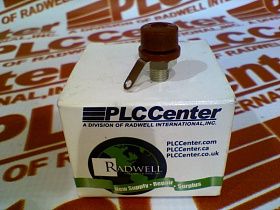 PLCCenter
A DIVISION OF RADWELL INTERNATIONAL, INC.
PLCCenter.com
PLCCenter.ca
PLCCenter.co.uk
RADWELL
New Supply • Repair • Surplus